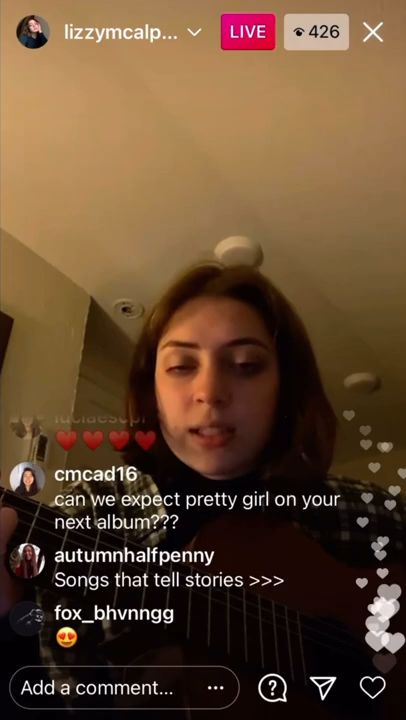 lizzymcalp...
LIVE
426
❤️❤️❤️❤️
cmcad16
can we expect pretty girl on your
next album???
autumnhalfpenny
Songs that tell stories >>>
fox_bhvnngg
😍
Add a comment...